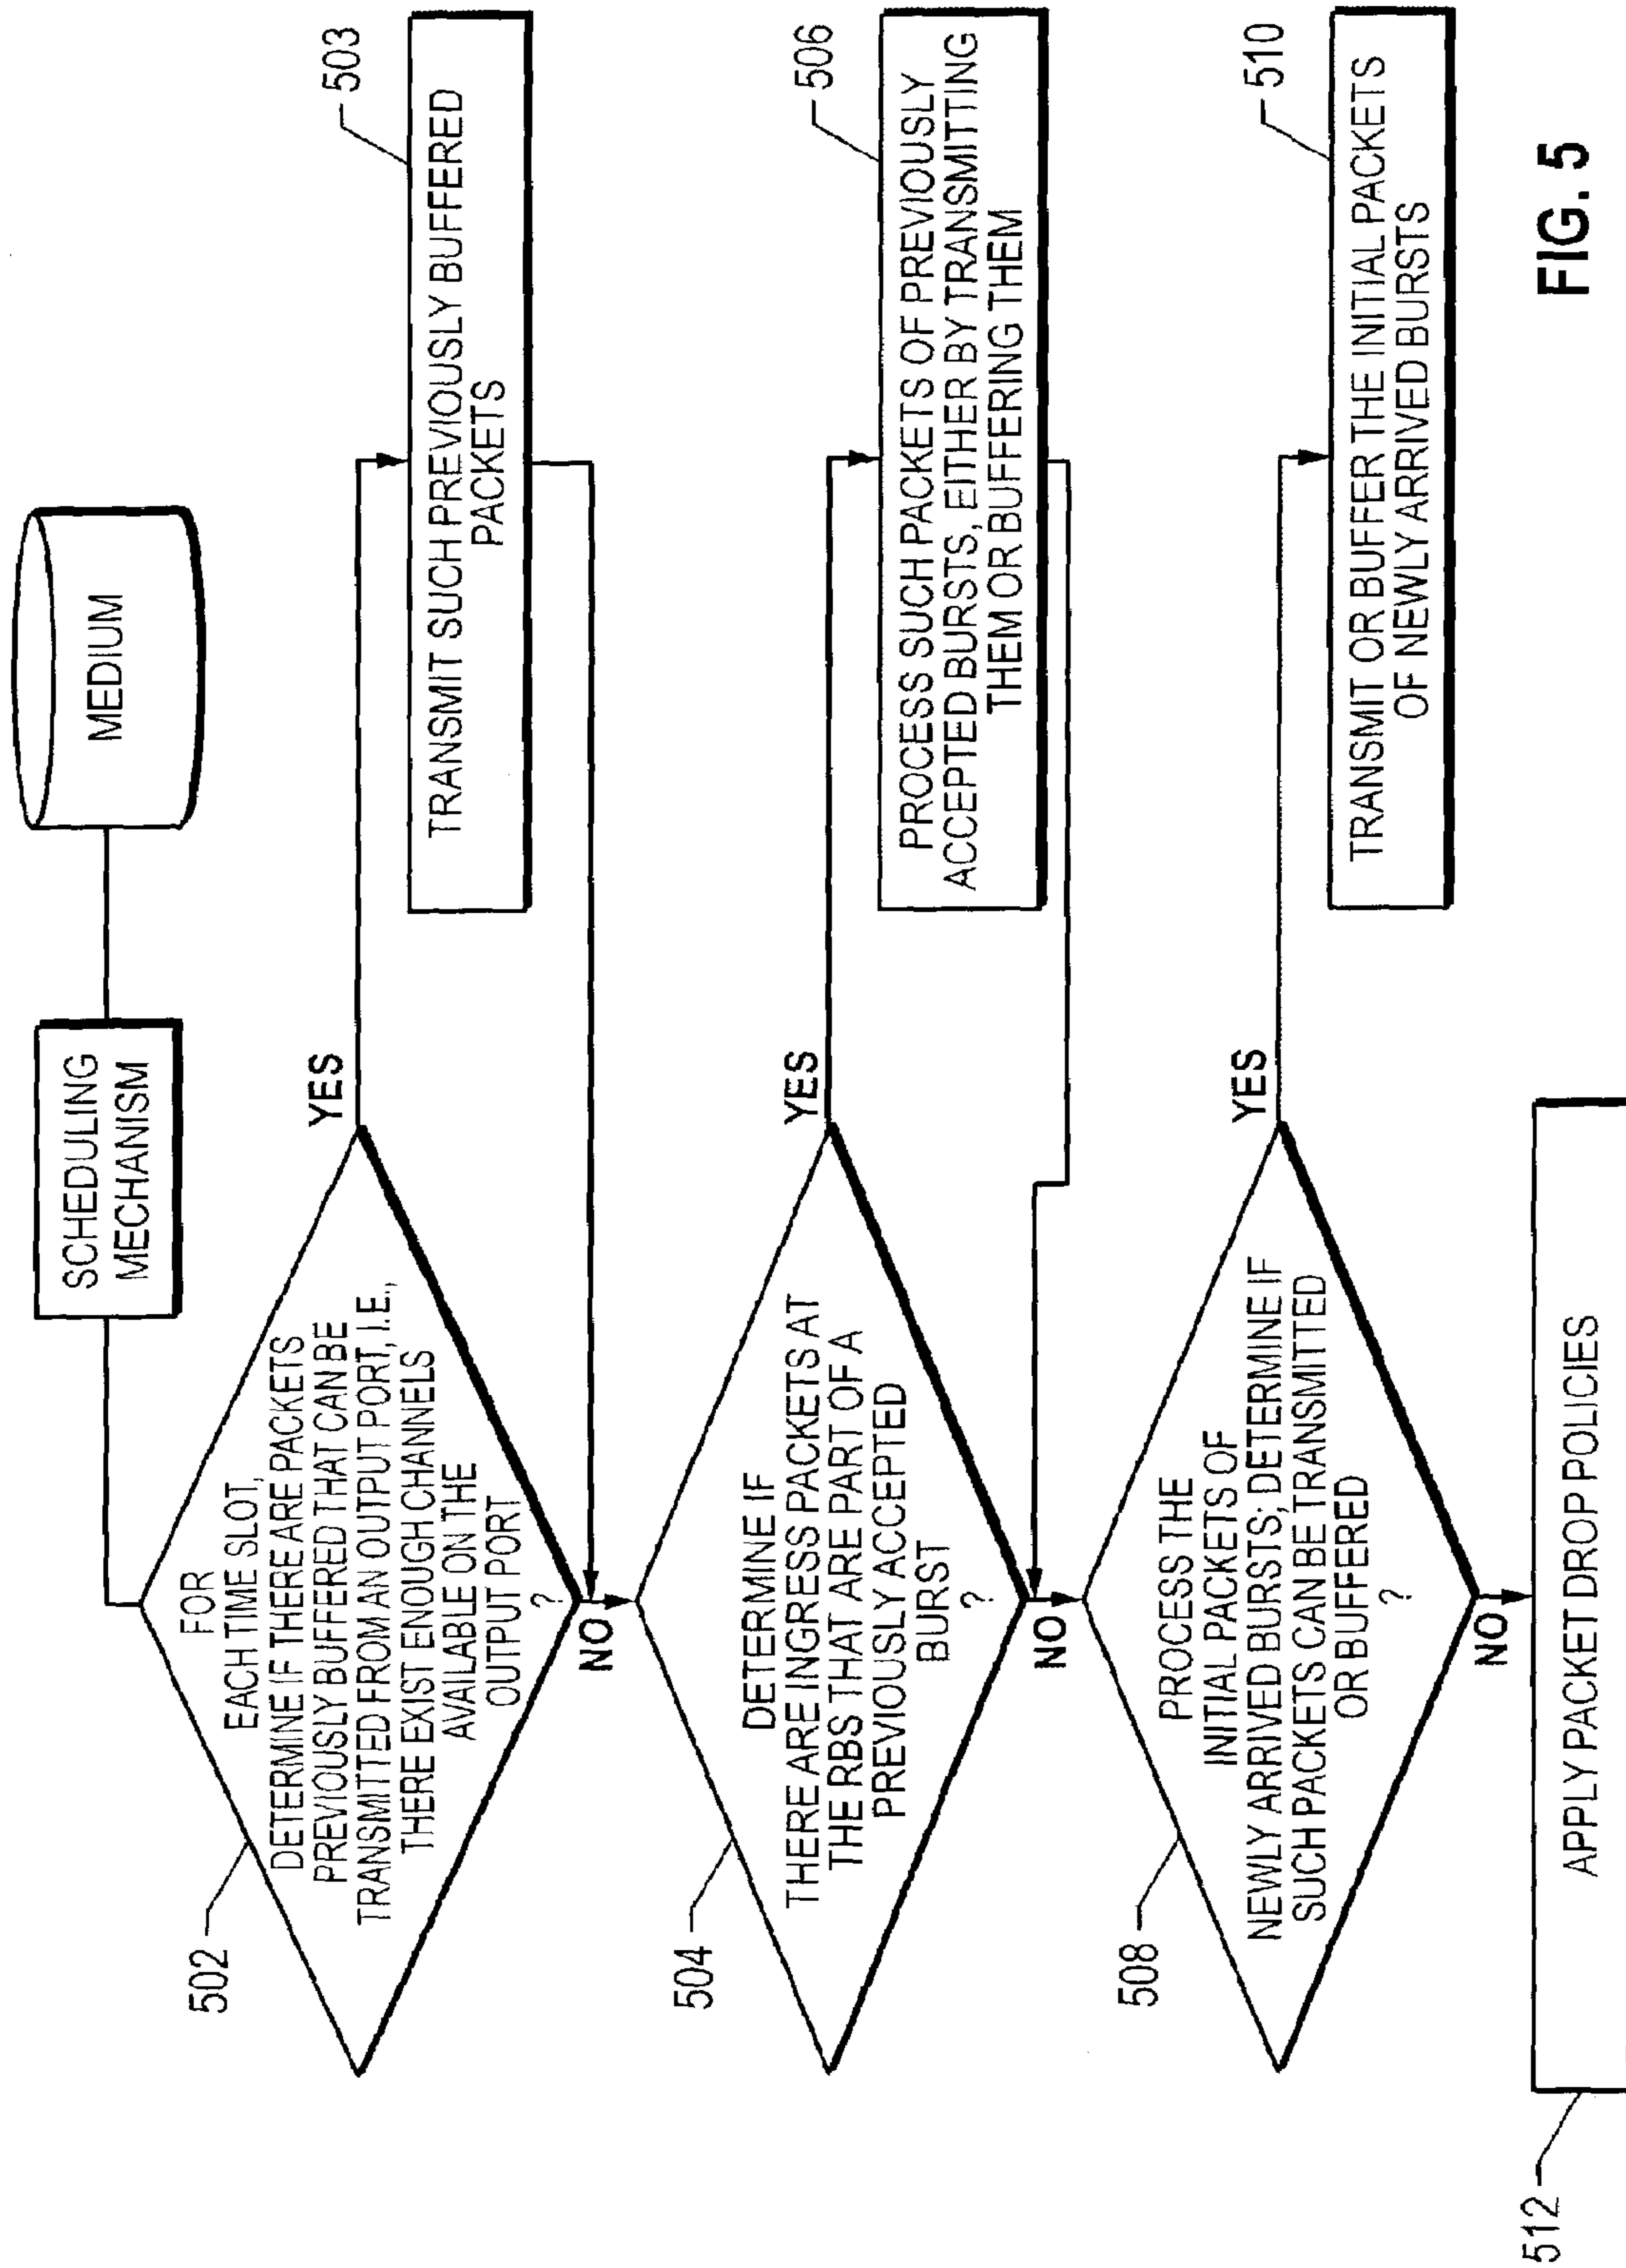 SCHEDULING
MECHANISM
MEDIUM
502
FOR
EACH TIME SLOT,
DETERMINE IF THERE ARE PACKETS
PREVIOUSLY BUFFERED THAT CAN BE
TRANSMITTED FROM AN OUTPUT PORT, I.E.,
THERE EXIST ENOUGH CHANNELS
AVAILABLE ON THE
OUTPUT PORT
?
YES
NO
503
TRANSMIT SUCH PREVIOUSLY BUFFERED
PACKETS
504
DETERMINE IF
THERE ARE INGRESS PACKETS AT
THE RBS THAT ARE PART OF A
PREVIOUSLY ACCEPTED
BURST
?
YES
NO
506
PROCESS SUCH PACKETS OF PREVIOUSLY
ACCEPTED BURSTS, EITHER BY TRANSMITTING
THEM OR BUFFERING THEM
508
PROCESS THE
INITIAL PACKETS OF
NEWLY ARRIVED BURSTS; DETERMINE IF
SUCH PACKETS CAN BE TRANSMITTED
OR BUFFERED
?
YES
NO
510
TRANSMIT OR BUFFER THE INITIAL PACKETS
OF NEWLY ARRIVED BURSTS
512
APPLY PACKET DROP POLICIES
FIG. 5